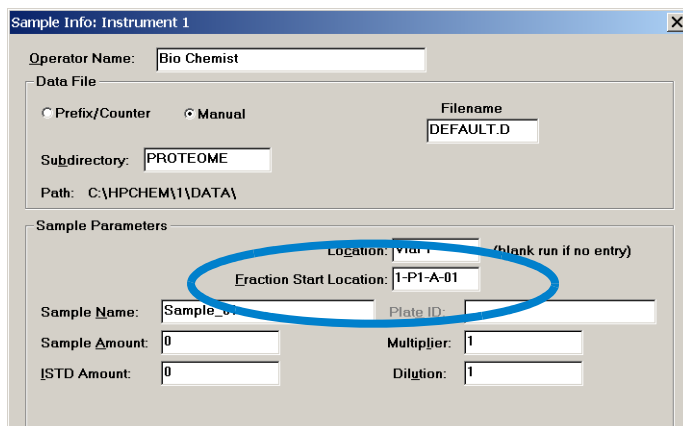 Sample Info: Instrument 1
Operator Name: Bio Chemist
Data File
Prefix/Counter Manual Filename
DEFAULT.D
Subdirectory: PROTEOME
Path: C:\HPCHEM\1\DATA\
Sample Parameters
Location: (blank run if no entry)
Fraction Start Location: 1-P1-A-01
Sample Name: Plate ID:
Sample Amount: 0 Multiplier: 1
ISTD Amount: 0 Dilution: 1